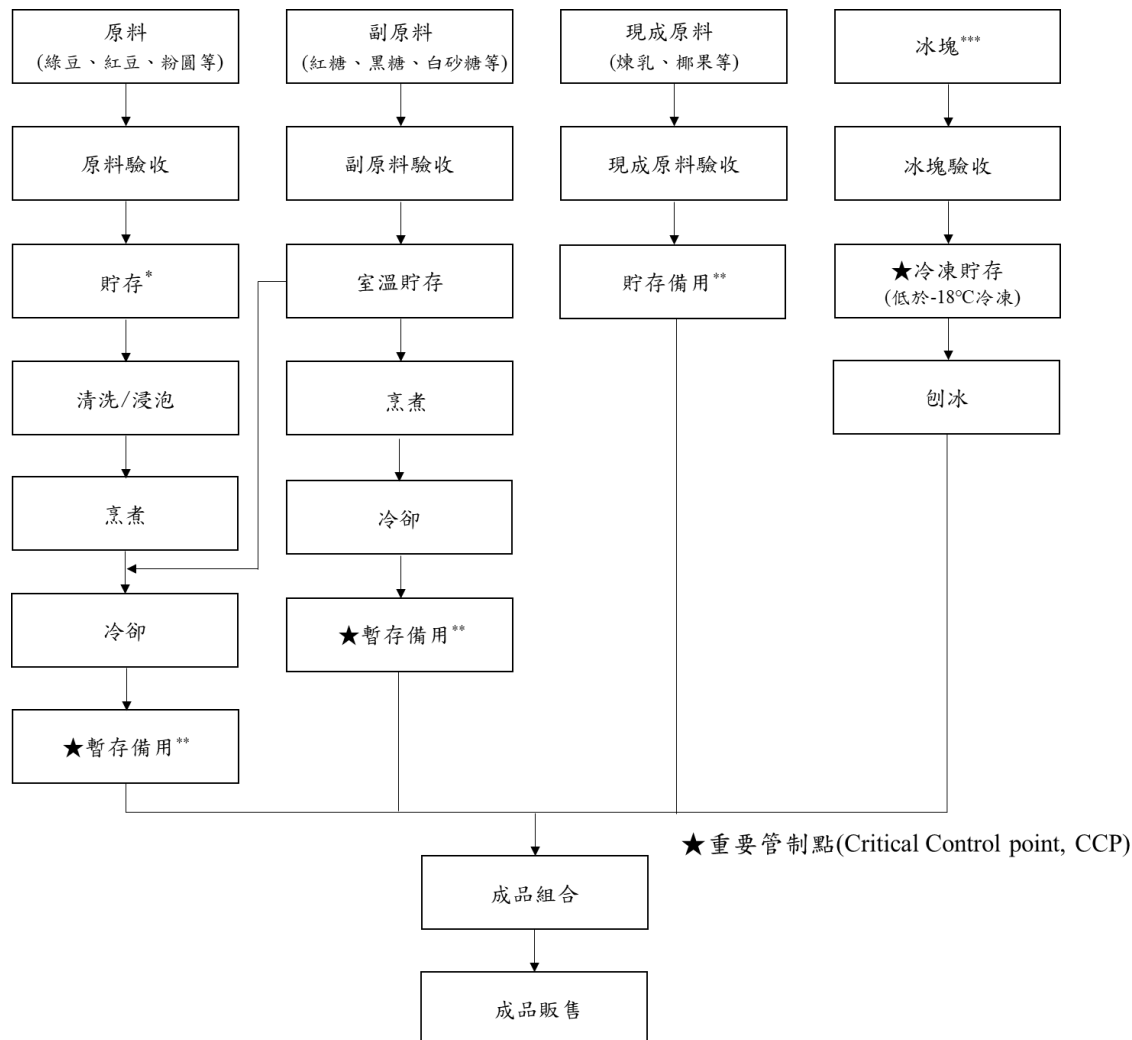 原料
(綠豆、紅豆、粉圓等)
原料驗收
貯存*
清洗/浸泡
烹煮
冷卻
★暫存備用**
副原料
(紅糖、黑糖、白砂糖等)
副原料驗收
室溫貯存
烹煮
冷卻
★暫存備用**
現成原料
(煉乳、椰果等)
現成原料驗收
貯存備用**
冰塊***
冰塊驗收
★冷凍貯存
(低於-18℃冷凍)
刨冰
★重要管制點(Critical Control point, CCP)
成品組合
成品販售